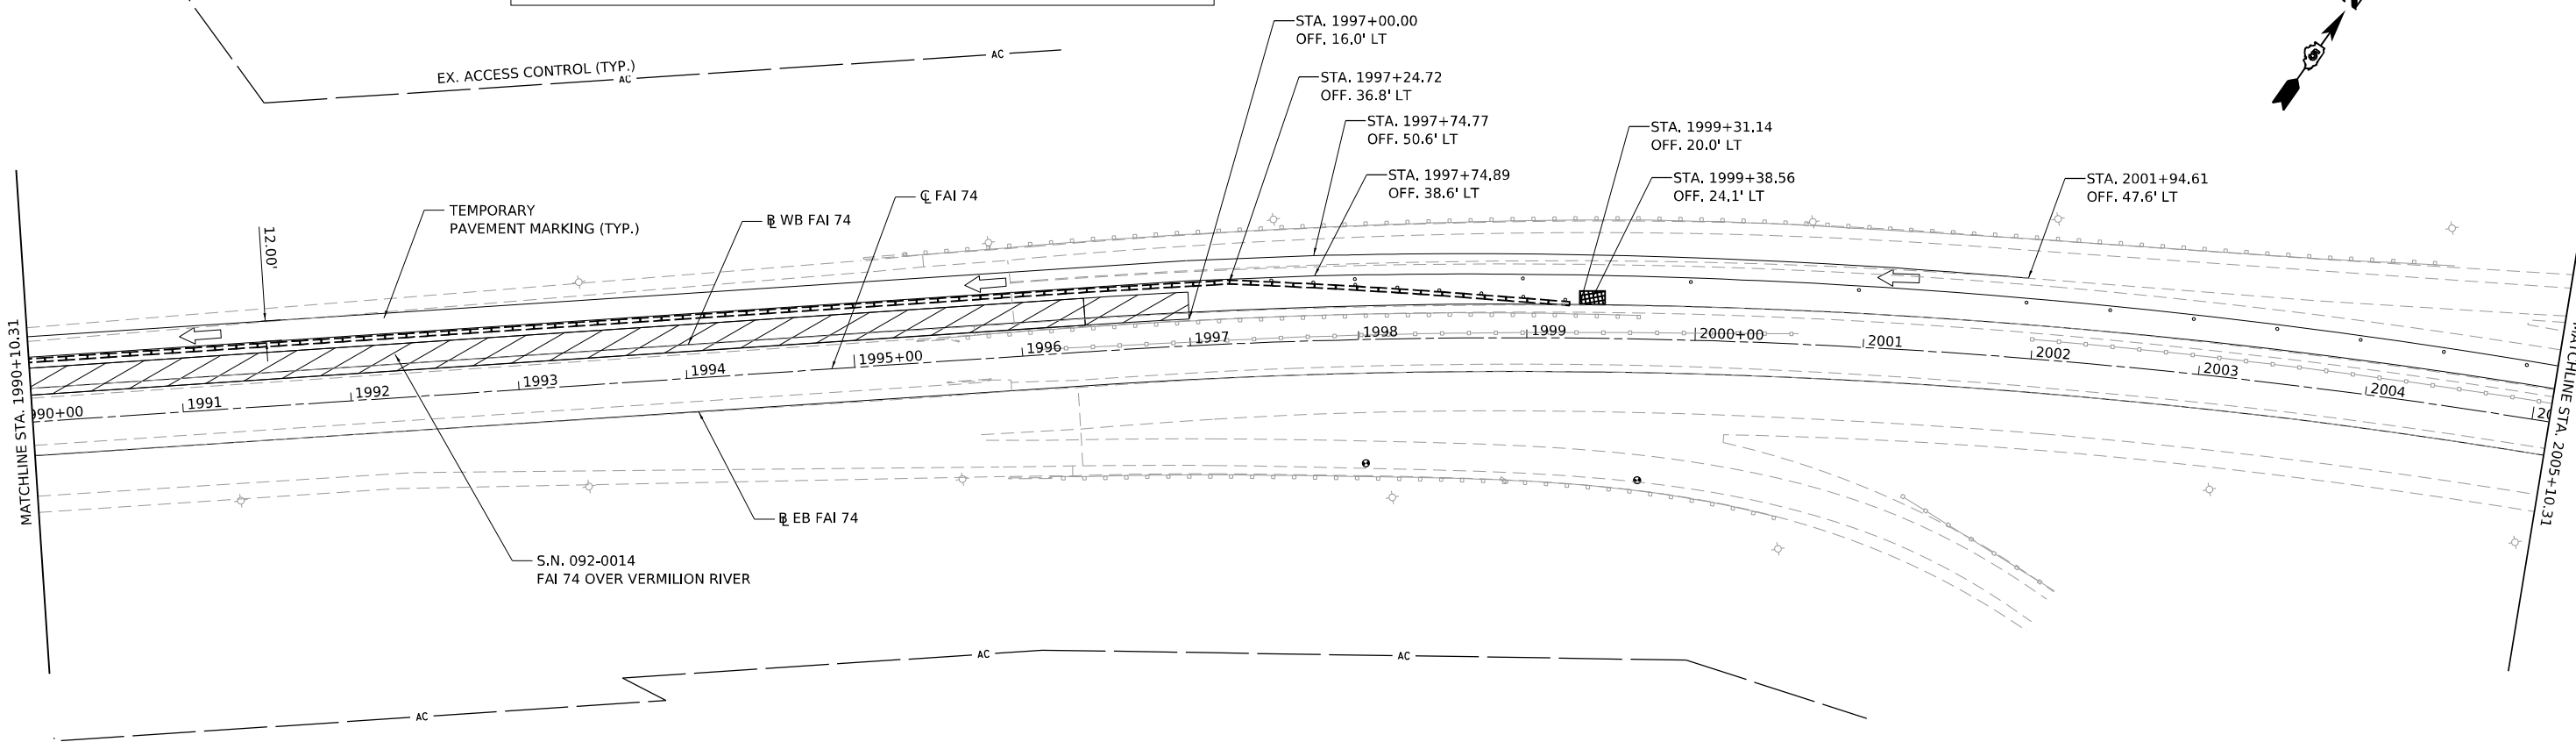 STA. 1997+00.00
OFF. 16.0' LT
EX. ACCESS CONTROL (TYP.)
AC
AC
STA. 1997+24.72
OFF. 36.8' LT
STA. 1997+74.77
OFF. 50.6' LT
STA. 1999+31.14
OFF. 20.0' LT
STA. 1997+74.89
OFF. 38.6' LT
STA. 1999+38.56
OFF. 24.1' LT
STA. 2001+94.61
OFF. 47.6' LT
TEMPORARY
PAVEMENT MARKING (TYP.)
12.00'
℄ FAI 74
BL WB FAI 74
MATCHLINE STA. 1990+10.31
990+00
1991
1992
1993
1994
1995+00
1996
1997
1998
1999
2000+00
2001
2002
2003
2004
MATCHLINE STA. 2005+10.31
BL EB FAI 74
S.N. 092-0014
FAI 74 OVER VERMILION RIVER
AC
AC
AC